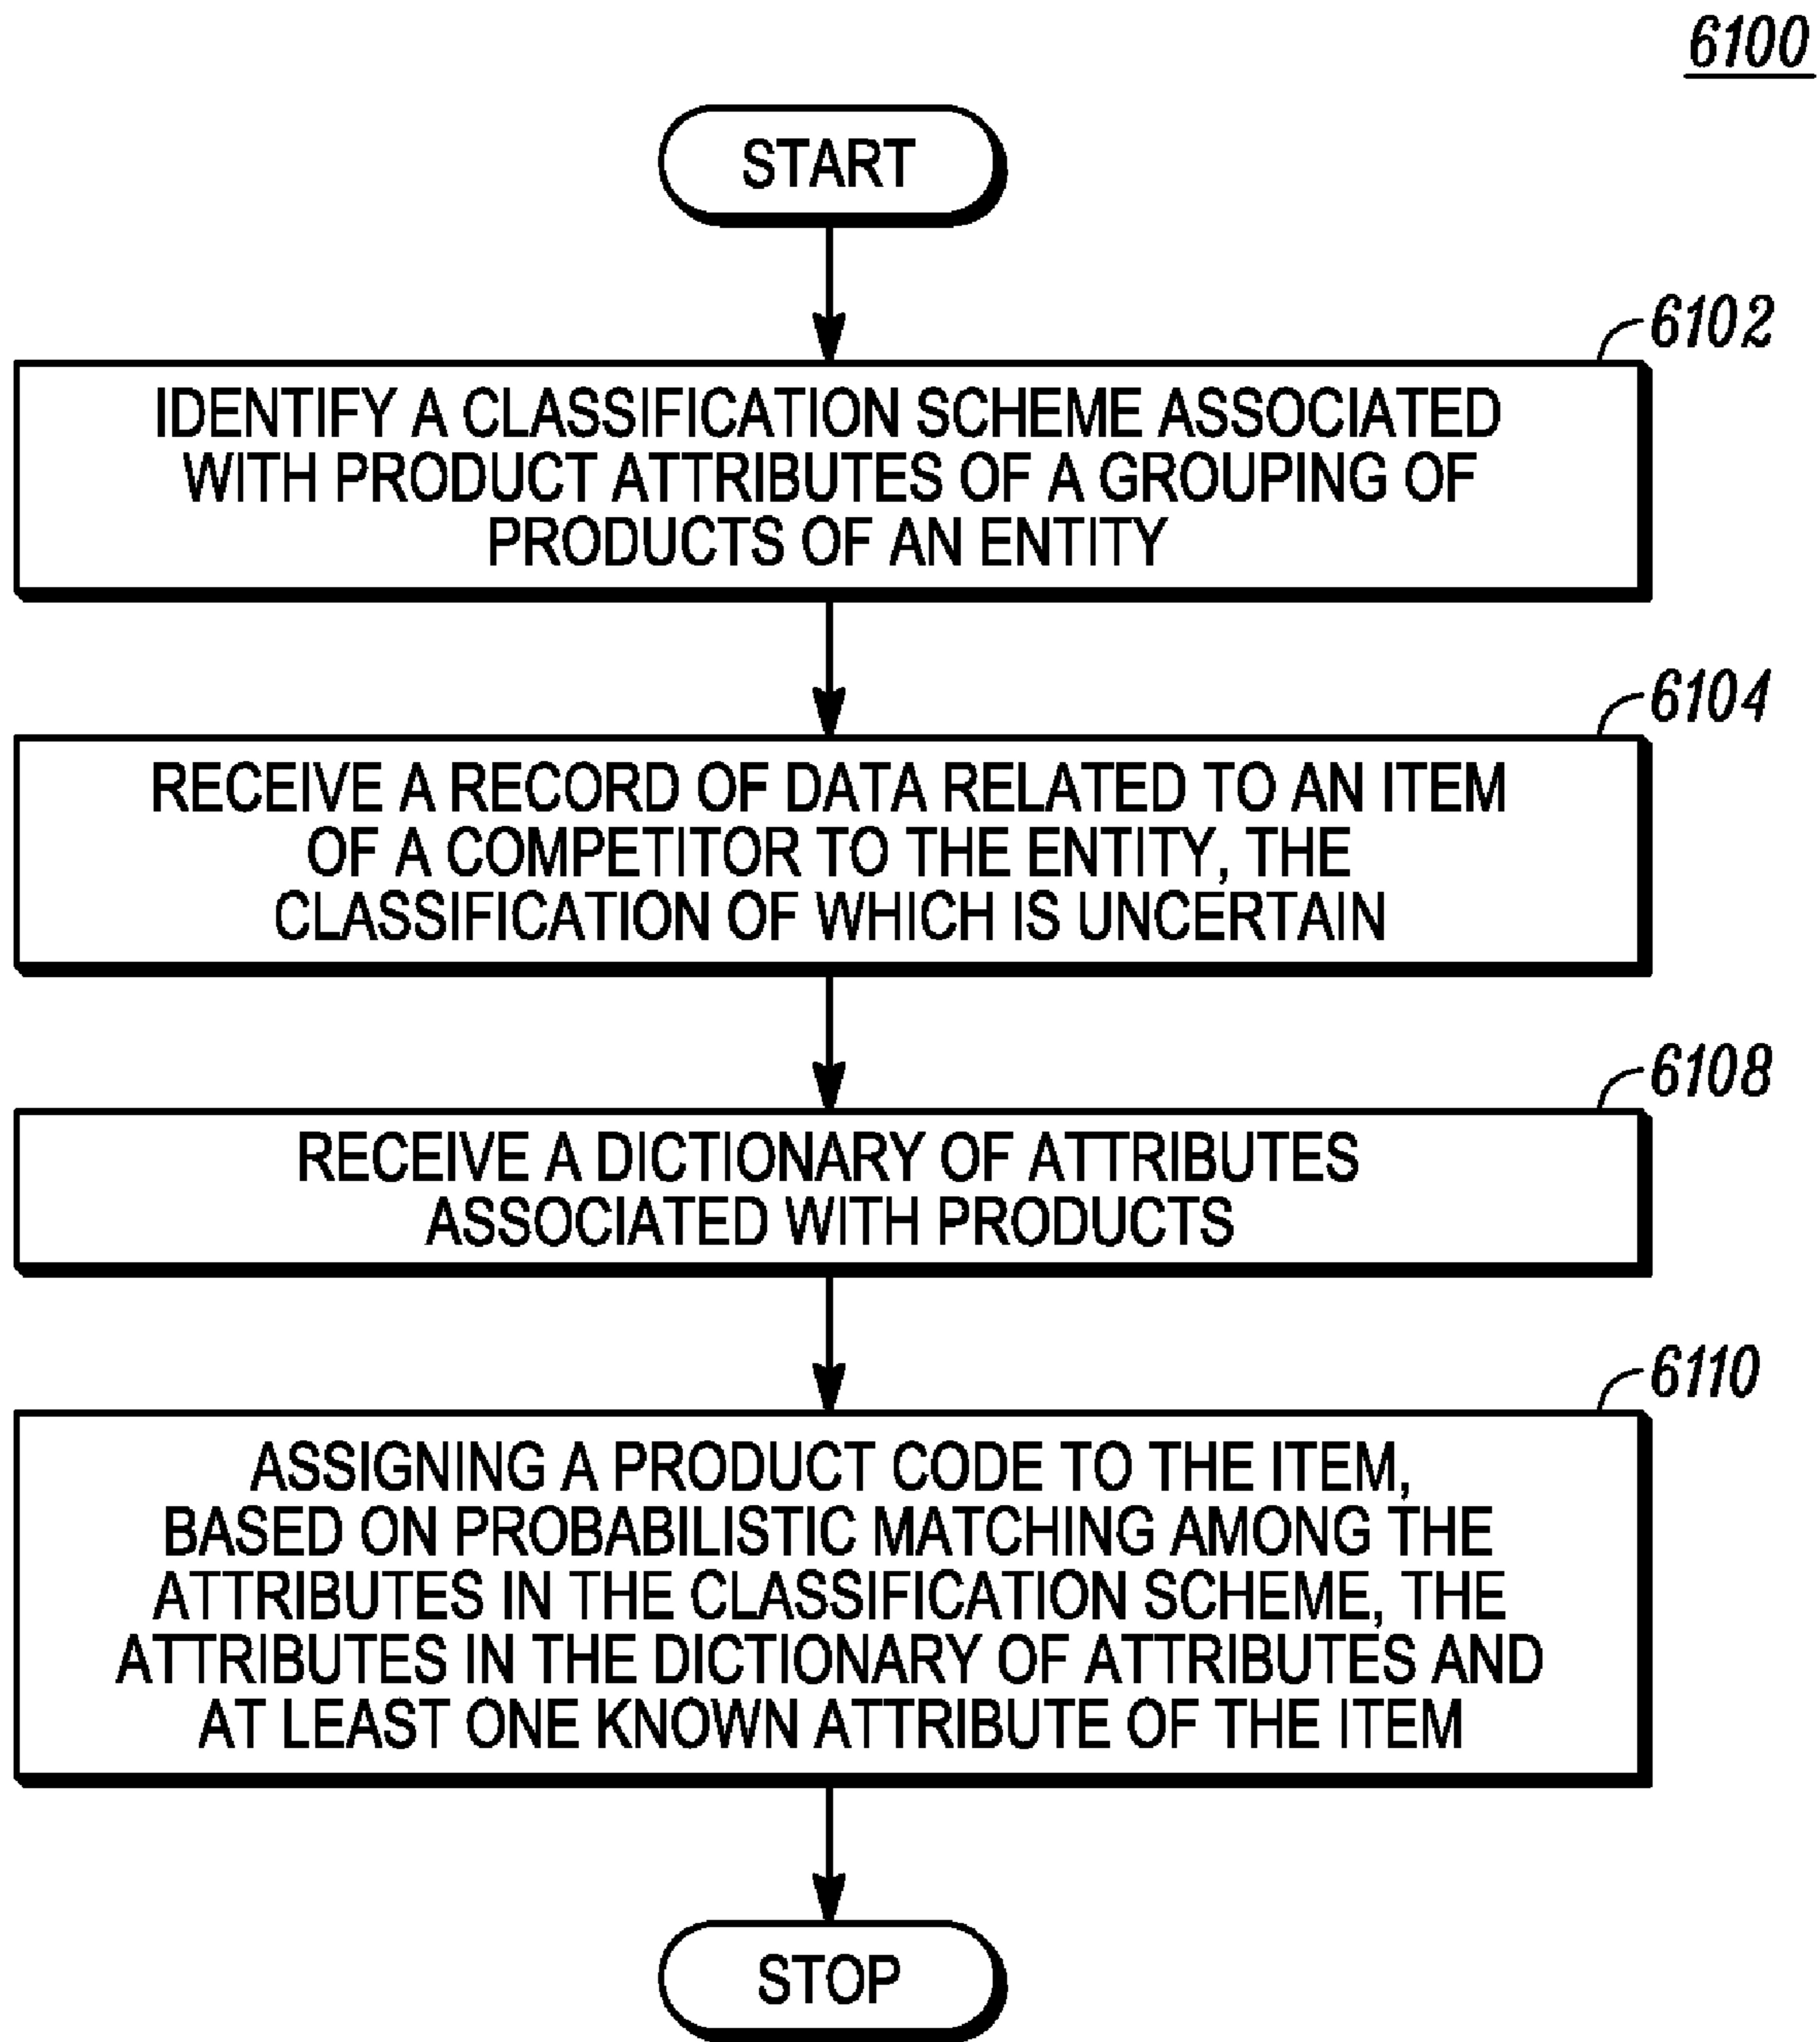 6100
START
6102
IDENTIFY A CLASSIFICATION SCHEME ASSOCIATED
WITH PRODUCT ATTRIBUTES OF A GROUPING OF
PRODUCTS OF AN ENTITY
6104
RECEIVE A RECORD OF DATA RELATED TO AN ITEM
OF A COMPETITOR TO THE ENTITY, THE
CLASSIFICATION OF WHICH IS UNCERTAIN
6108
RECEIVE A DICTIONARY OF ATTRIBUTES
ASSOCIATED WITH PRODUCTS
6110
ASSIGNING A PRODUCT CODE TO THE ITEM,
BASED ON PROBABILISTIC MATCHING AMONG THE
ATTRIBUTES IN THE CLASSIFICATION SCHEME, THE
ATTRIBUTES IN THE DICTIONARY OF ATTRIBUTES AND
AT LEAST ONE KNOWN ATTRIBUTE OF THE ITEM
STOP